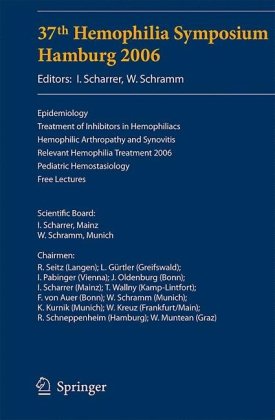 37th Hemophilia Symposium
Hamburg 2006
Editors: I. Scharrer, W. Schramm
Epidemiology
Treatment of Inhibitors in Hemophiliacs
Hemophilic Arthropathy and Synovitis
Relevant Hemophilia Treatment 2006
Pediatric Hemostasiology
Free Lectures
Scientific Board:
I. Scharrer, Mainz
W. Schramm, Munich
Chairmen:
R. Seitz (Langen); L. Gürtler (Greifswald);
I. Pabinger (Vienna); J. Oldenburg (Bonn);
I. Scharrer (Mainz); T. Wallny (Kamp-Lintfort);
F. von Auer (Bonn); W. Schramm (Munich);
K. Kurnik (Munich); W. Kreuz (Frankfurt/Main);
R. Schneppenheim (Hamburg); W. Muntean (Graz)
Springer